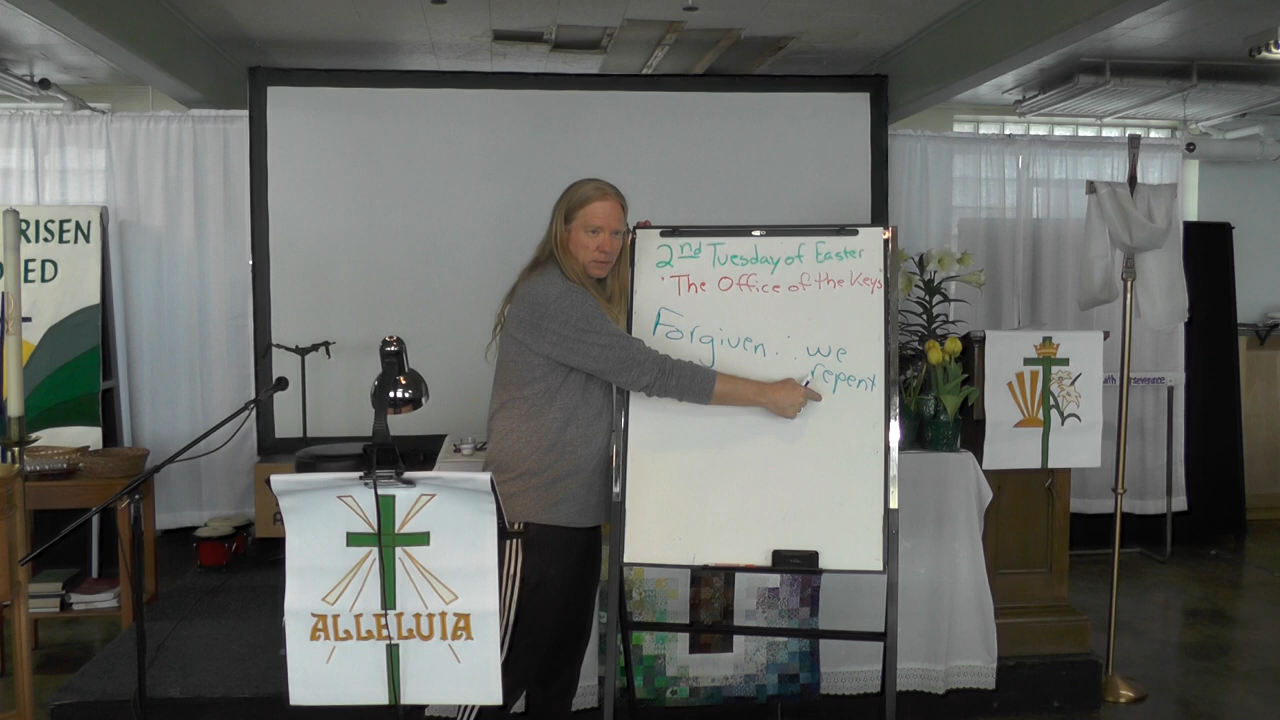 RISEN
ED
2nd Tuesday of Easter
"The Office of the Keys"
Forgiven ∴ we
repent
ALLELUIA